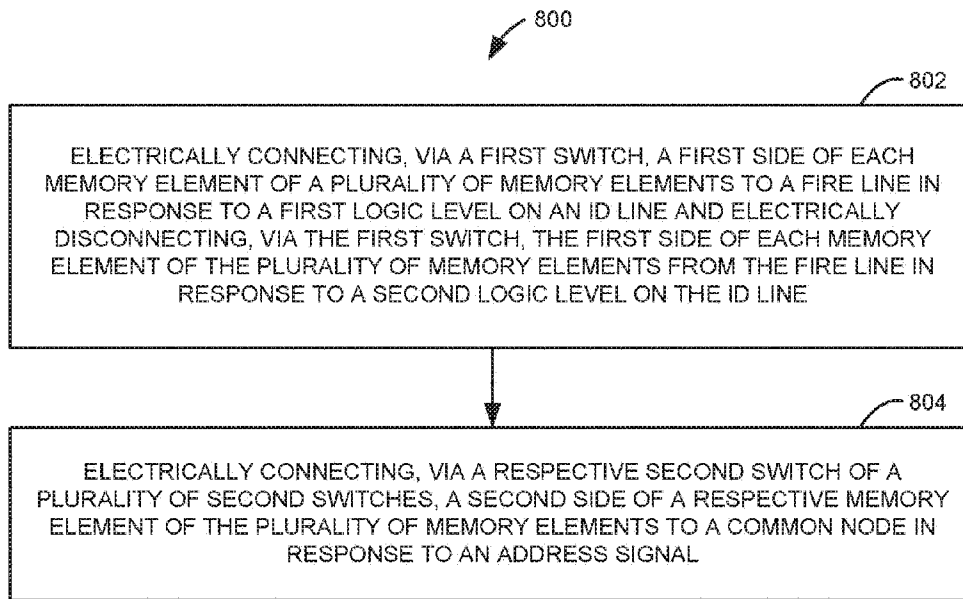 800
802
ELECTRICALLY CONNECTING, VIA A FIRST SWITCH, A FIRST SIDE OF EACH
MEMORY ELEMENT OF A PLURALITY OF MEMORY ELEMENTS TO A FIRE LINE IN
RESPONSE TO A FIRST LOGIC LEVEL ON AN ID LINE AND ELECTRICALLY
DISCONNECTING, VIA THE FIRST SWITCH, THE FIRST SIDE OF EACH MEMORY
ELEMENT OF THE PLURALITY OF MEMORY ELEMENTS FROM THE FIRE LINE IN
RESPONSE TO A SECOND LOGIC LEVEL ON THE ID LINE
804
ELECTRICALLY CONNECTING, VIA A RESPECTIVE SECOND SWITCH OF A
PLURALITY OF SECOND SWITCHES, A SECOND SIDE OF A RESPECTIVE MEMORY
ELEMENT OF THE PLURALITY OF MEMORY ELEMENTS TO A COMMON NODE IN
RESPONSE TO AN ADDRESS SIGNAL